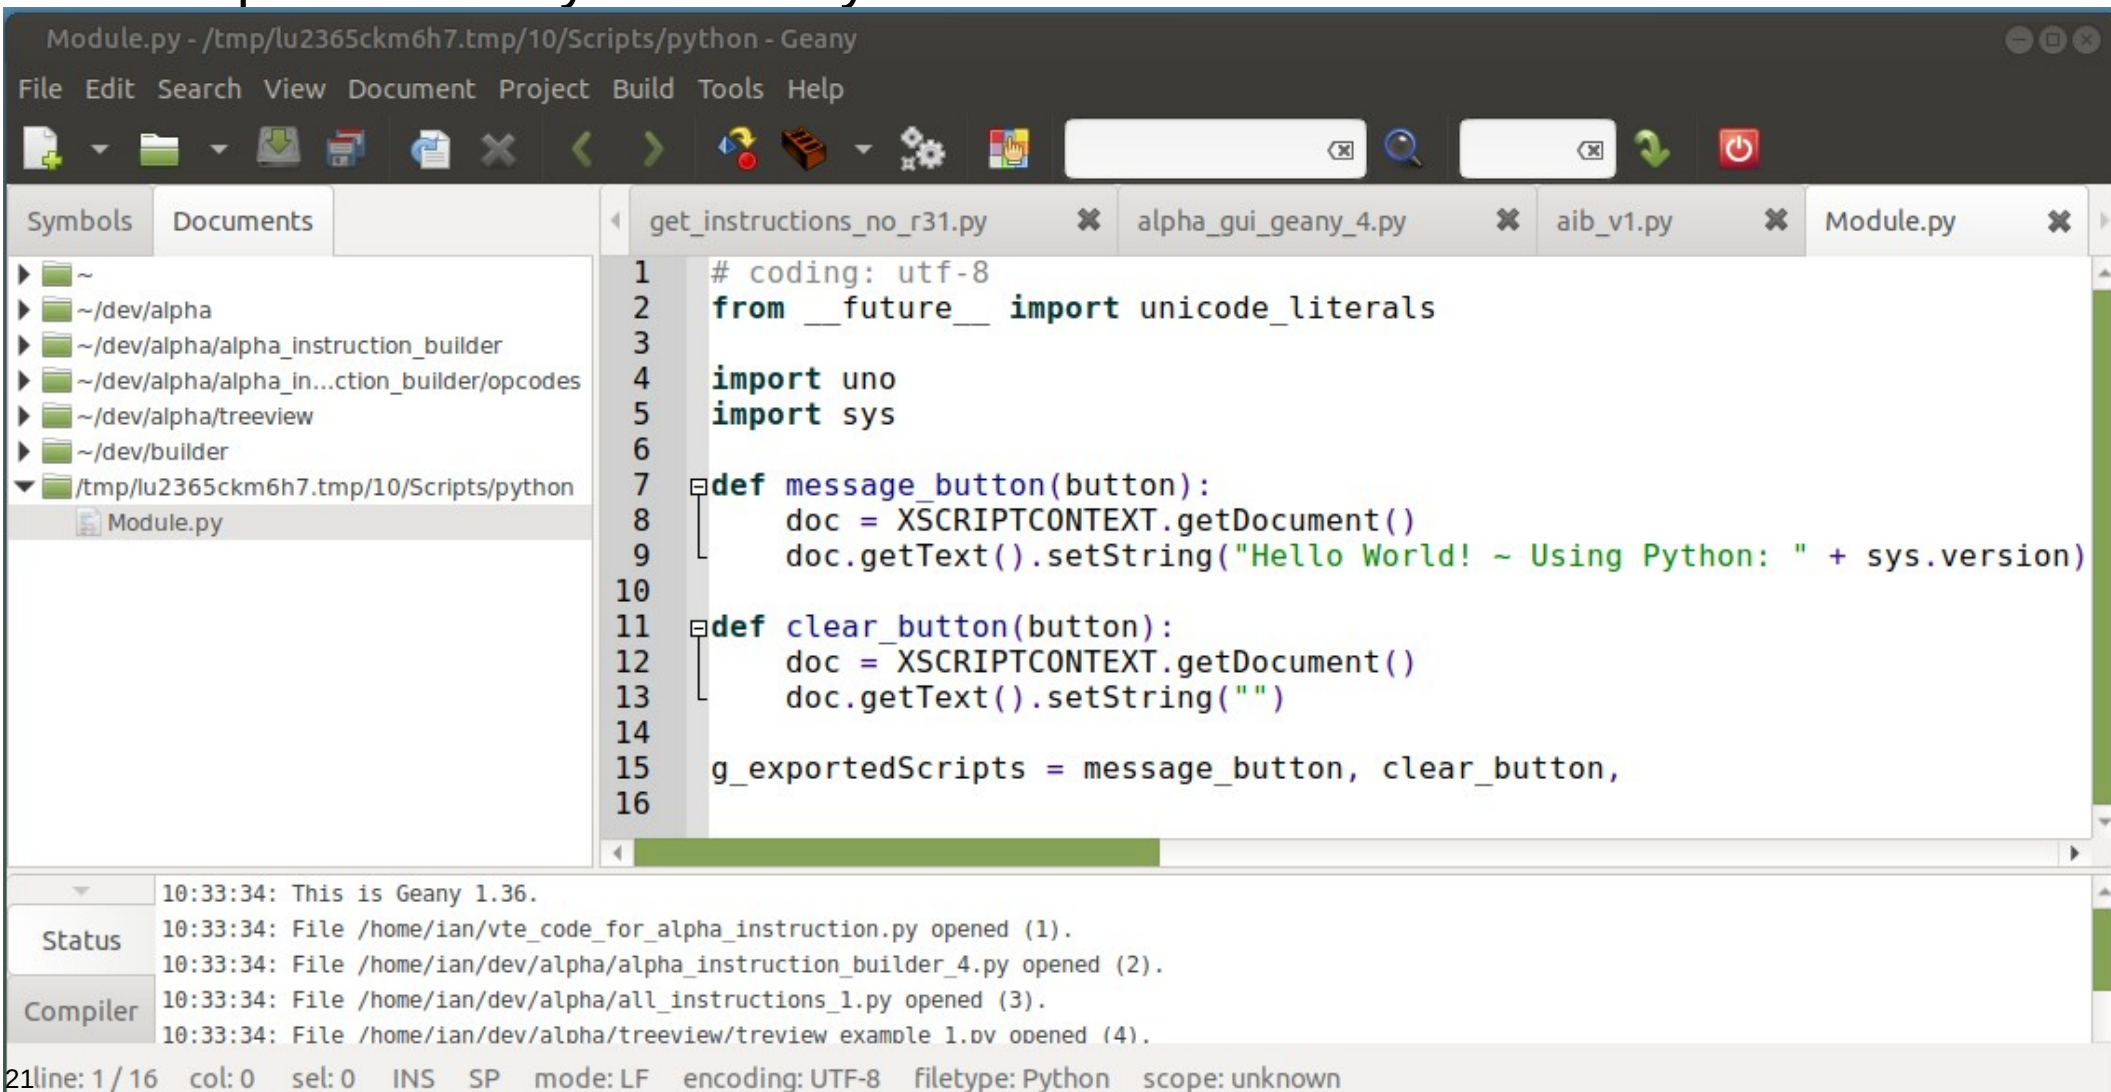 Module.py - /tmp/lu2365ckm6h7.tmp/10/Scripts/python - Geany
File Edit Search View Document Project Build Tools Help
Symbols Documents
get_instructions_no_r31.py alpha_gui_geany_4.py aib_v1.py Module.py
~
~/dev/alpha
~/dev/alpha/alpha_instruction_builder
~/dev/alpha/alpha_in...ction_builder/opcodes
~/dev/alpha/treeview
~/dev/builder
/tmp/lu2365ckm6h7.tmp/10/Scripts/python
Module.py
1 # coding: utf-8
2 from __future__ import unicode_literals
3
4 import uno
5 import sys
6
7 def message_button(button):
8 doc = XSCRIPTCONTEXT.getDocument()
9 doc.getText().setString("Hello World! ~ Using Python: " + sys.version)
10
11 def clear_button(button):
12 doc = XSCRIPTCONTEXT.getDocument()
13 doc.getText().setString("")
14
15 g_exportedScripts = message_button, clear_button,
16
Status
Compiler
10:33:34: This is Geany 1.36.
10:33:34: File /home/ian/vte_code_for_alpha_instruction.py opened (1).
10:33:34: File /home/ian/dev/alpha/alpha_instruction_builder_4.py opened (2).
10:33:34: File /home/ian/dev/alpha/all_instructions_1.py opened (3).
10:33:34: File /home/ian/dev/alpha/treeview/treview_example_1.py opened (4).
21
line: 1 / 16 col: 0 sel: 0 INS SP mode: LF encoding: UTF-8 filetype: Python scope: unknown